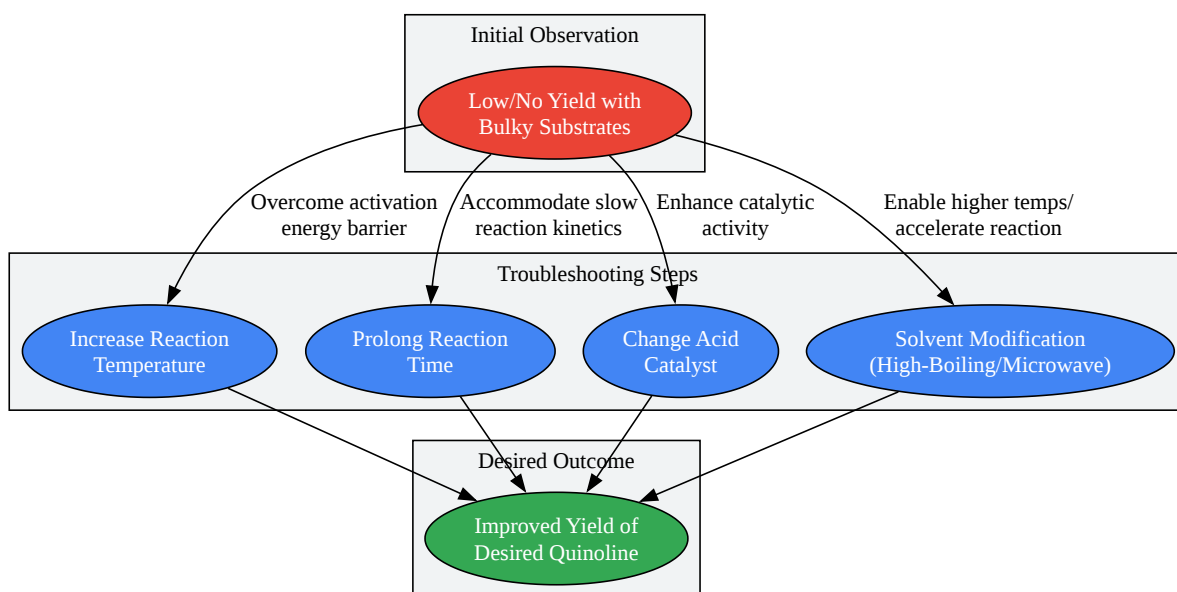 Initial Observation
Low/No Yield with
Bulky Substrates
Overcome activation
energy barrier
Accommodate slow
reaction kinetics
Enhance catalytic
activity
Enable higher temps/
accelerate reaction
Troubleshooting Steps
Increase Reaction
Temperature
Prolong Reaction
Time
Change Acid
Catalyst
Solvent Modification
(High-Boiling/Microwave)
Desired Outcome
Improved Yield of
Desired Quinoline